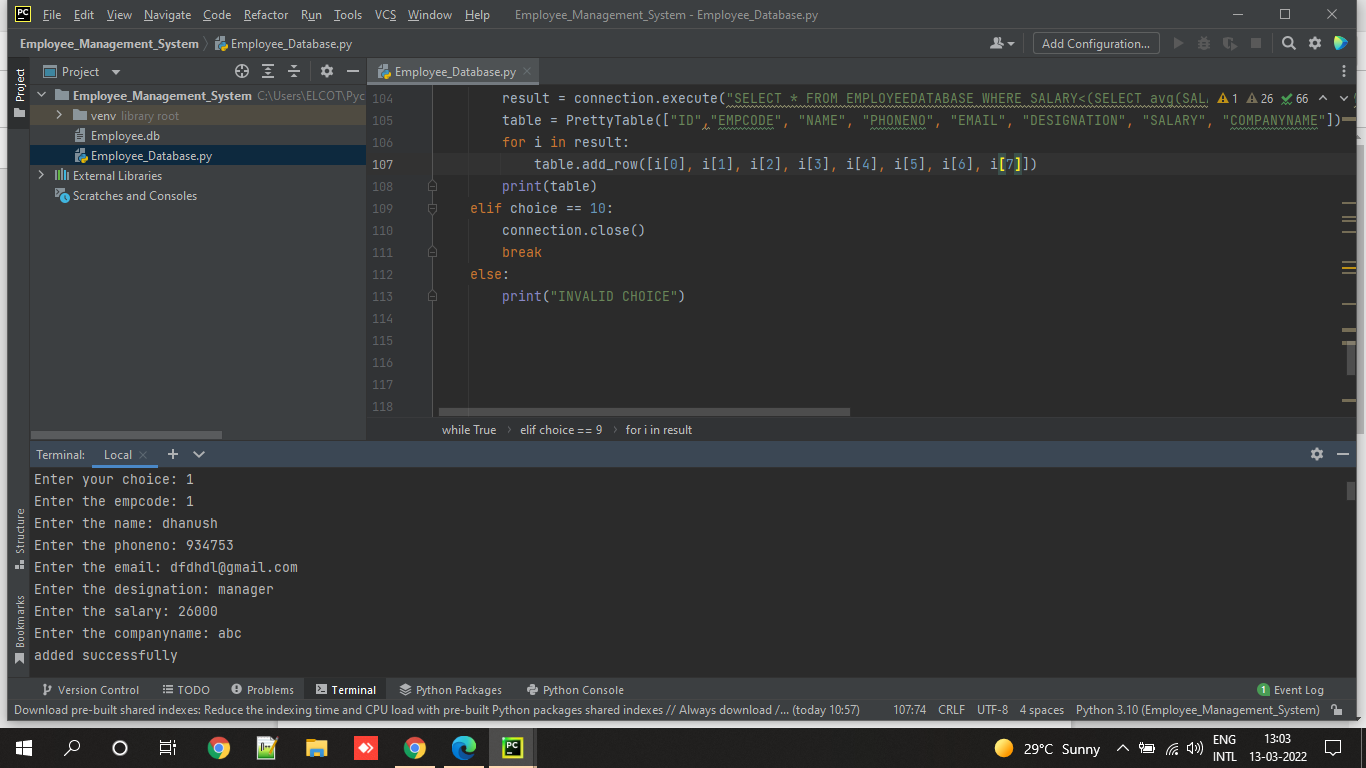 PC File Edit View Navigate Code Refactor Run Tools VCS Window Help Employee_Management_System - Employee_Database.py
Employee_Management_System Employee_Database.py Add Configuration...
Project Project Employee_Database.py
Employee_Management_System C:\Users\ELCOT\Pyc
venv library root
Employee.db
Employee_Database.py
External Libraries
Scratches and Consoles
104 result = connection.execute("SELECT * FROM EMPLOYEEDATABASE WHERE SALARY<(SELECT avg(SAL 1 26 66
105 table = PrettyTable(["ID","EMPCODE", "NAME", "PHONENO", "EMAIL", "DESIGNATION", "SALARY", "COMPANYNAME"])
106 for i in result:
107 table.add_row([i[0], i[1], i[2], i[3], i[4], i[5], i[6], i[7]])
108 print(table)
109 elif choice == 10:
110 connection.close()
111 break
112 else:
113 print("INVALID CHOICE")
114
115
116
117
118
while True elif choice == 9 for i in result
Terminal: Local
Enter your choice: 1
Enter the empcode: 1
Enter the name: dhanush
Enter the phoneno: 934753
Enter the email: dfdhdl@gmail.com
Enter the designation: manager
Enter the salary: 26000
Enter the companyname: abc
added successfully
Structure
Bookmarks
Version Control TODO Problems Terminal Python Packages Python Console 1 Event Log
Download pre-built shared indexes: Reduce the indexing time and CPU load with pre-built Python packages shared indexes // Always download /... (today 10:57) 107:74 CRLF UTF-8 4 spaces Python 3.10 (Employee_Management_System)
PC 29°C Sunny ENG INTL 13:03 13-03-2022